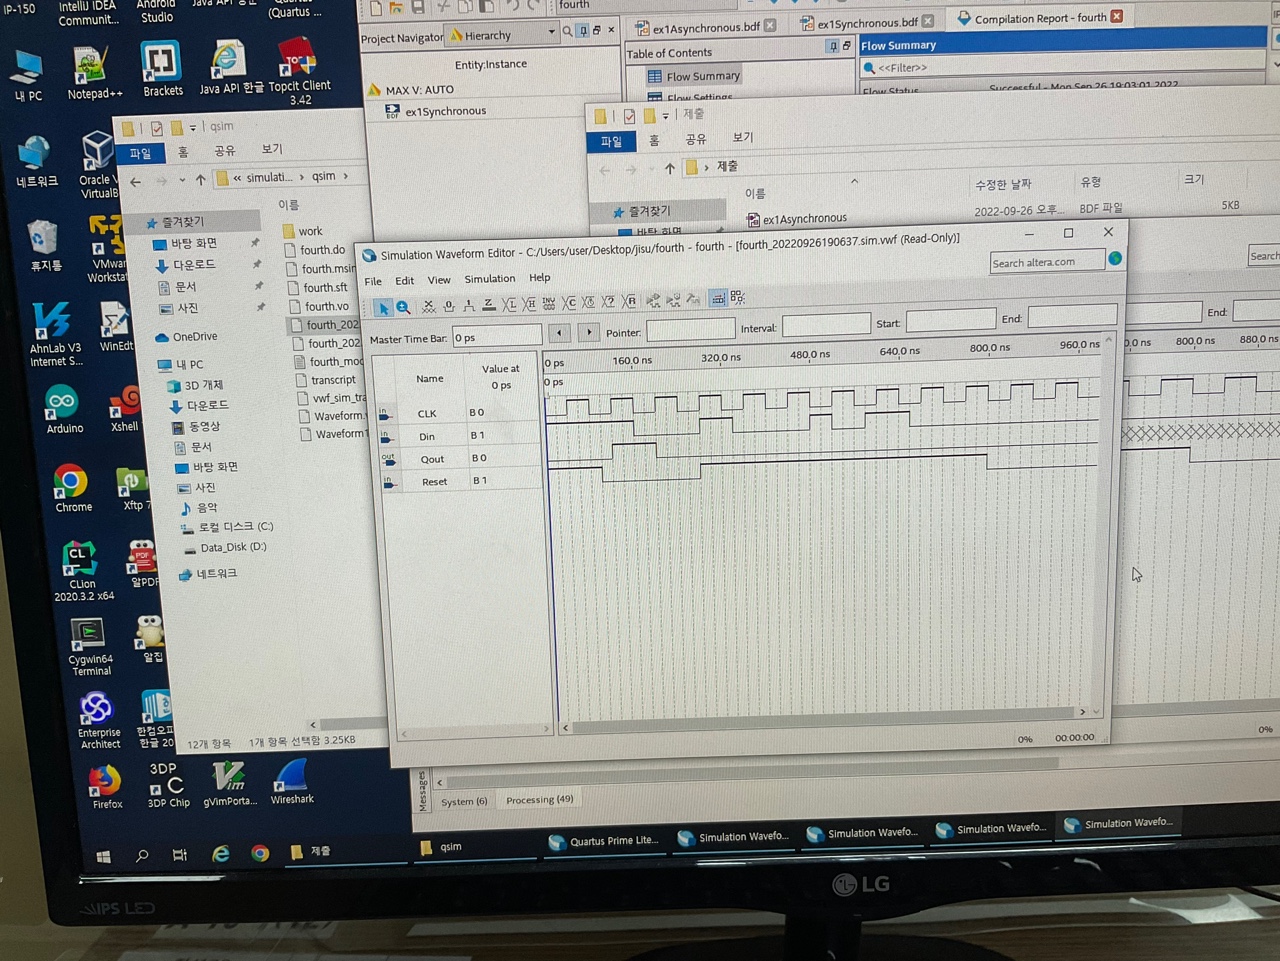 IP-150
IntelliJ IDEA
Communit...
Android
Studio
(Quartus ...
내 PC
Notepad++
Brackets
Java API 한글
Topcit Client
3.42
네트워크
Oracle V
VirtualB
휴지통
VMwar
Worksta
AhnLab V3
Internet S...
WinEdt
Arduino
Xshell
Chrome
Xftp 7
CLion
2020.3.2 x64
알PDF
Cygwin64
Terminal
알집
Enterprise
Architect
한컴오피
한글 20
Firefox
3DP
3DP Chip
gVimPorta...
Wireshark
qsim
파일
홈
공유
보기
« simulati... › qsim ›
이름
즐겨찾기
바탕 화면
다운로드
문서
사진
OneDrive
내 PC
3D 개체
다운로드
동영상
문서
바탕 화면
사진
음악
로컬 디스크 (C:)
Data_Disk (D:)
네트워크
work
fourth.do
fourth.msim
fourth.sft
fourth.vo
fourth_202
fourth_202
fourth_mod
transcript
vwf_sim_tra
Waveform.
Waveform1
12개 항목
1개 항목 선택함 3.25KB
fourth
Project Navigator
Hierarchy
Entity:Instance
MAX V: AUTO
ex1Synchronous
ex1Asynchronous.bdf
ex1Synchronous.bdf
Compilation Report - fourth
Table of Contents
Flow Summary
Flow Settings
Flow Summary
<<Filter>>
Flow Status
Successful - Mon Sep 26 19:03:01 2022
제출
파일
홈
공유
보기
› 제출
이름
수정한 날짜
유형
크기
즐겨찾기
바탕 화면
ex1Asynchronous
2022-09-26 오후...
BDF 파일
5KB
Simulation Waveform Editor - C:/Users/user/Desktop/jisu/fourth - fourth - [fourth_20220926190637.sim.vwf (Read-Only)]
File
Edit
View
Simulation
Help
Search altera.com
Search
Master Time Bar:
0 ps
Pointer:
Interval:
Start:
End:
End:
Name
Value at
0 ps
0 ps
160.0 ns
320.0 ns
480.0 ns
640.0 ns
800.0 ns
960.0 ns
0 ps
CLK
B 0
Din
B 1
Qout
B 0
Reset
B 1
800.0 ns
880.0 ns
0%
00:00:00
0%
Messages
System (6)
Processing (49)
제출
qsim
Quartus Prime Lite...
Simulation Wavefo...
Simulation Wavefo...
Simulation Wavefo...
Simulation Wavefo...
IPS LED
LG